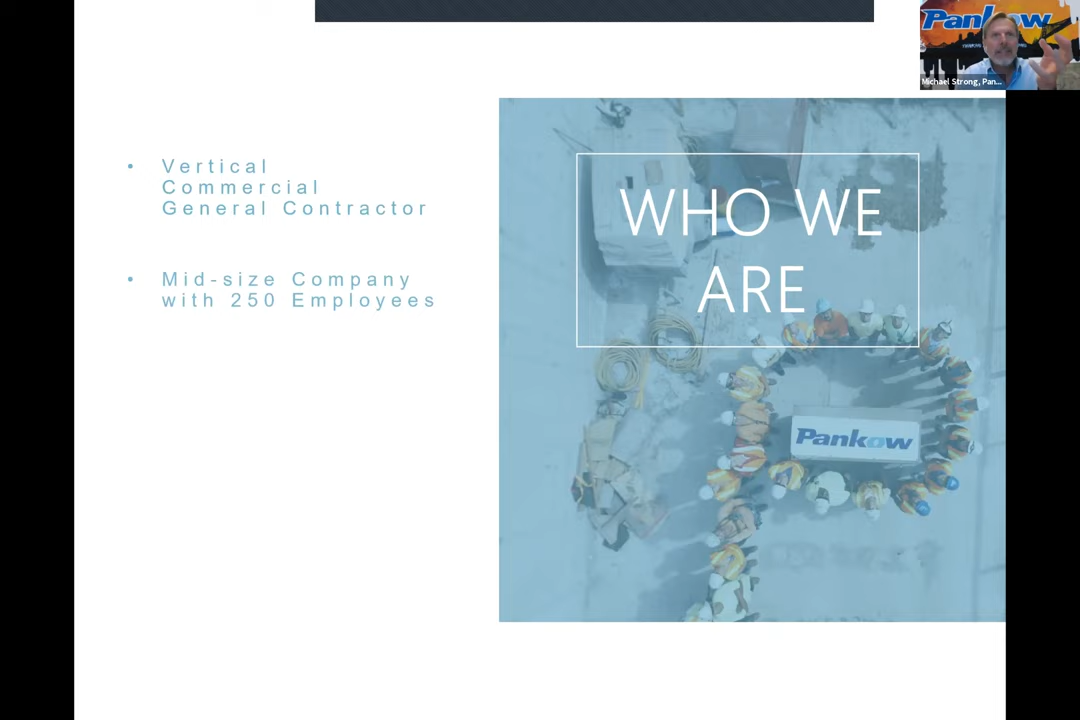 Pankow
Michael Strong, Pan...
• Vertical
Commercial
General Contractor
• Mid-size Company
with 250 Employees
WHO WE
ARE
Pankow